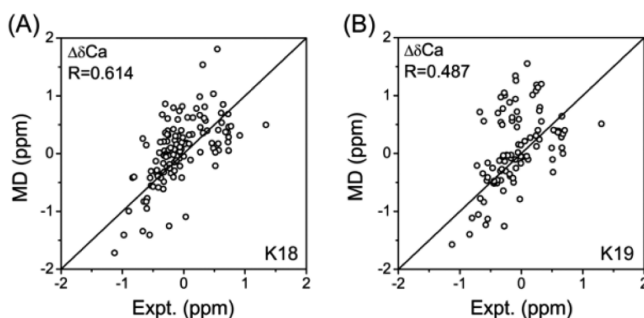 (A)
ΔδCa
R=0.614
2
1
0
-1
-2
MD (ppm)
K18
-2 -1 0 1 2
Expt. (ppm)
(B)
ΔδCa
R=0.487
2
1
0
-1
-2
MD (ppm)
K19
-2 -1 0 1 2
Expt. (ppm)